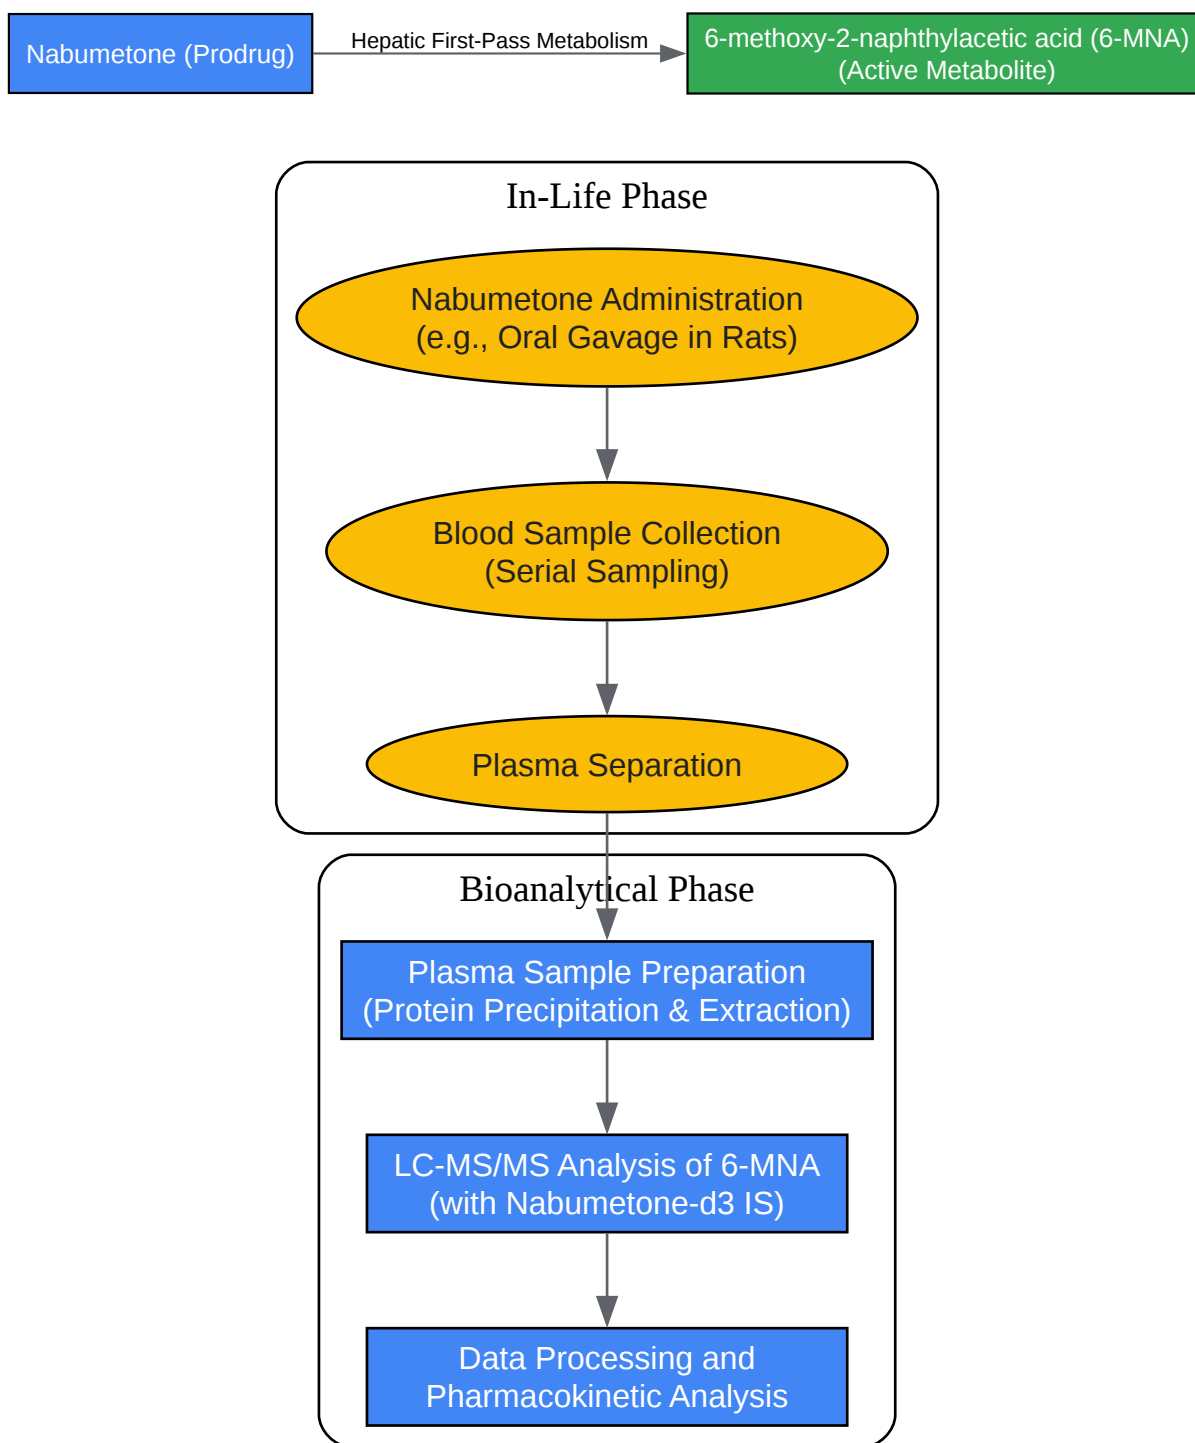 Nabumetone (Prodrug)
Hepatic First-Pass Metabolism
6-methoxy-2-naphthylacetic acid (6-MNA)
(Active Metabolite)
In-Life Phase
Nabumetone Administration
(e.g., Oral Gavage in Rats)
Blood Sample Collection
(Serial Sampling)
Plasma Separation
Bioanalytical Phase
Plasma Sample Preparation
(Protein Precipitation & Extraction)
LC-MS/MS Analysis of 6-MNA
(with Nabumetone-d3 IS)
Data Processing and
Pharmacokinetic Analysis